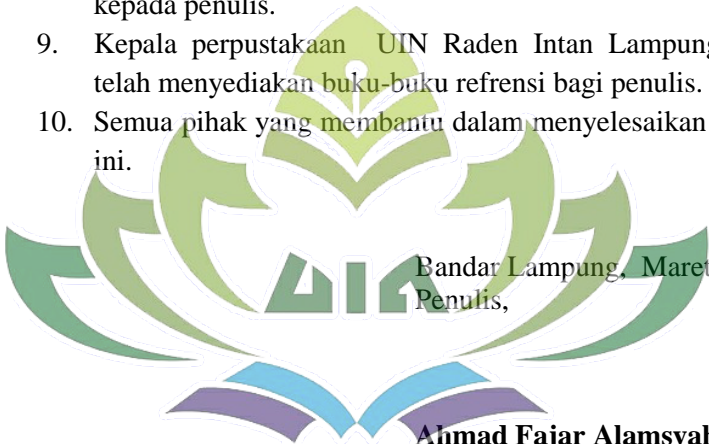 kepada penulis.
9. Kepala perpustakaan UIN Raden Intan Lampung
telah menyediakan buku-buku refrensi bagi penulis.
10. Semua pihak yang membantu dalam menyelesaikan
ini.
UIN
Bandar Lampung, Maret
Penulis,
Ahmad Fajar Alamsyah